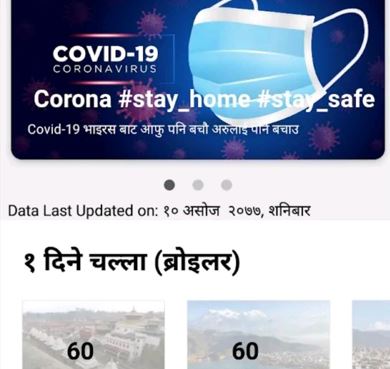 COVID-19
CORONAVIRUS
Corona #stay_home #stay_safe
Covid-19 भाइरस बाट आफु पनि बचौ अरुलाइ पनि बचाउ
Data Last Updated on: १० असोज २०७७, शनिबार
१ दिने चल्ला (ब्रोइलर)
60 60